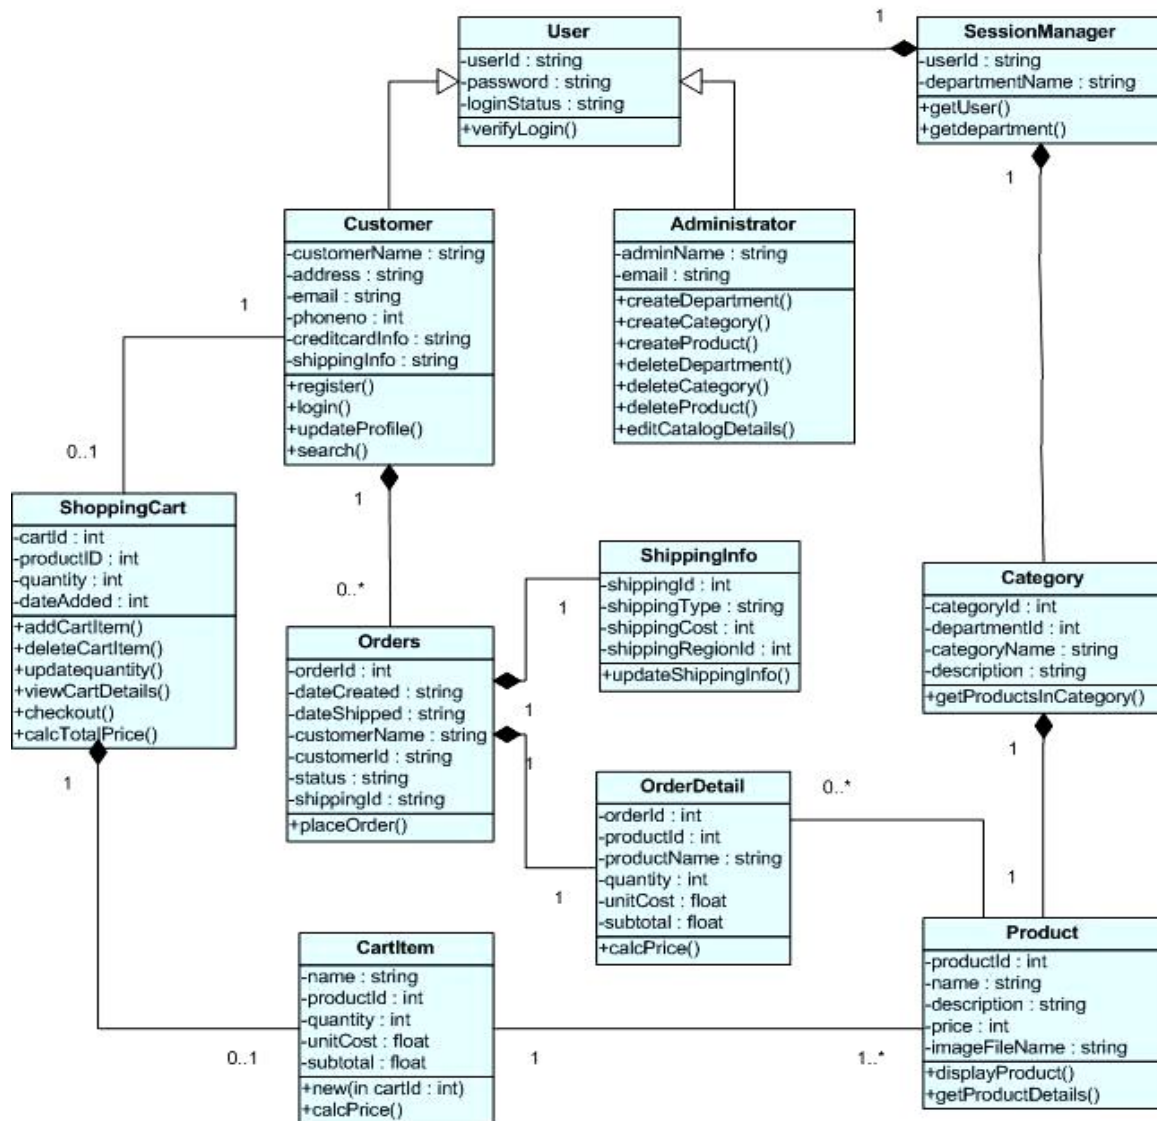 1
User
-userId : string
-password : string
-loginStatus : string
+verifyLogin()
SessionManager
-userId : string
-departmentName : string
+getUser()
+getdepartment()
1
Customer
-customerName : string
-address : string
-email : string
-phoneno : int
-creditcardInfo : string
-shippingInfo : string
+register()
+login()
+updateProfile()
+search()
Administrator
-adminName : string
-email : string
+createDepartment()
+createCategory()
+createProduct()
+deleteDepartment()
+deleteCategory()
+deleteProduct()
+editCatalogDetails()
1
0..1
1
ShoppingCart
-cartId : int
-productID : int
-quantity : int
-dateAdded : int
+addCartItem()
+deleteCartItem()
+updatequantity()
+viewCartDetails()
+checkout()
+calcTotalPrice()
1
0..*
Orders
-orderId : int
-dateCreated : string
-dateShipped : string
-customerName : string
-customerId : string
-status : string
-shippingId : string
+placeOrder()
1
1
1
ShippingInfo
-shippingId : int
-shippingType : string
-shippingCost : int
-shippingRegionId : int
+updateShippingInfo()
Category
-categoryId : int
-departmentId : int
-categoryName : string
-description : string
+getProductsInCategory()
1
OrderDetail
-orderId : int
-productId : int
-productName : string
-quantity : int
-unitCost : float
-subtotal : float
+calcPrice()
0..*
1
1
CartItem
-name : string
-productId : int
-quantity : int
-unitCost : float
-subtotal : float
+new(in cartId : int)
+calcPrice()
0..1
1
1..*
Product
-productId : int
-name : string
-description : string
-price : int
-imageFileName : string
+displayProduct()
+getProductDetails()